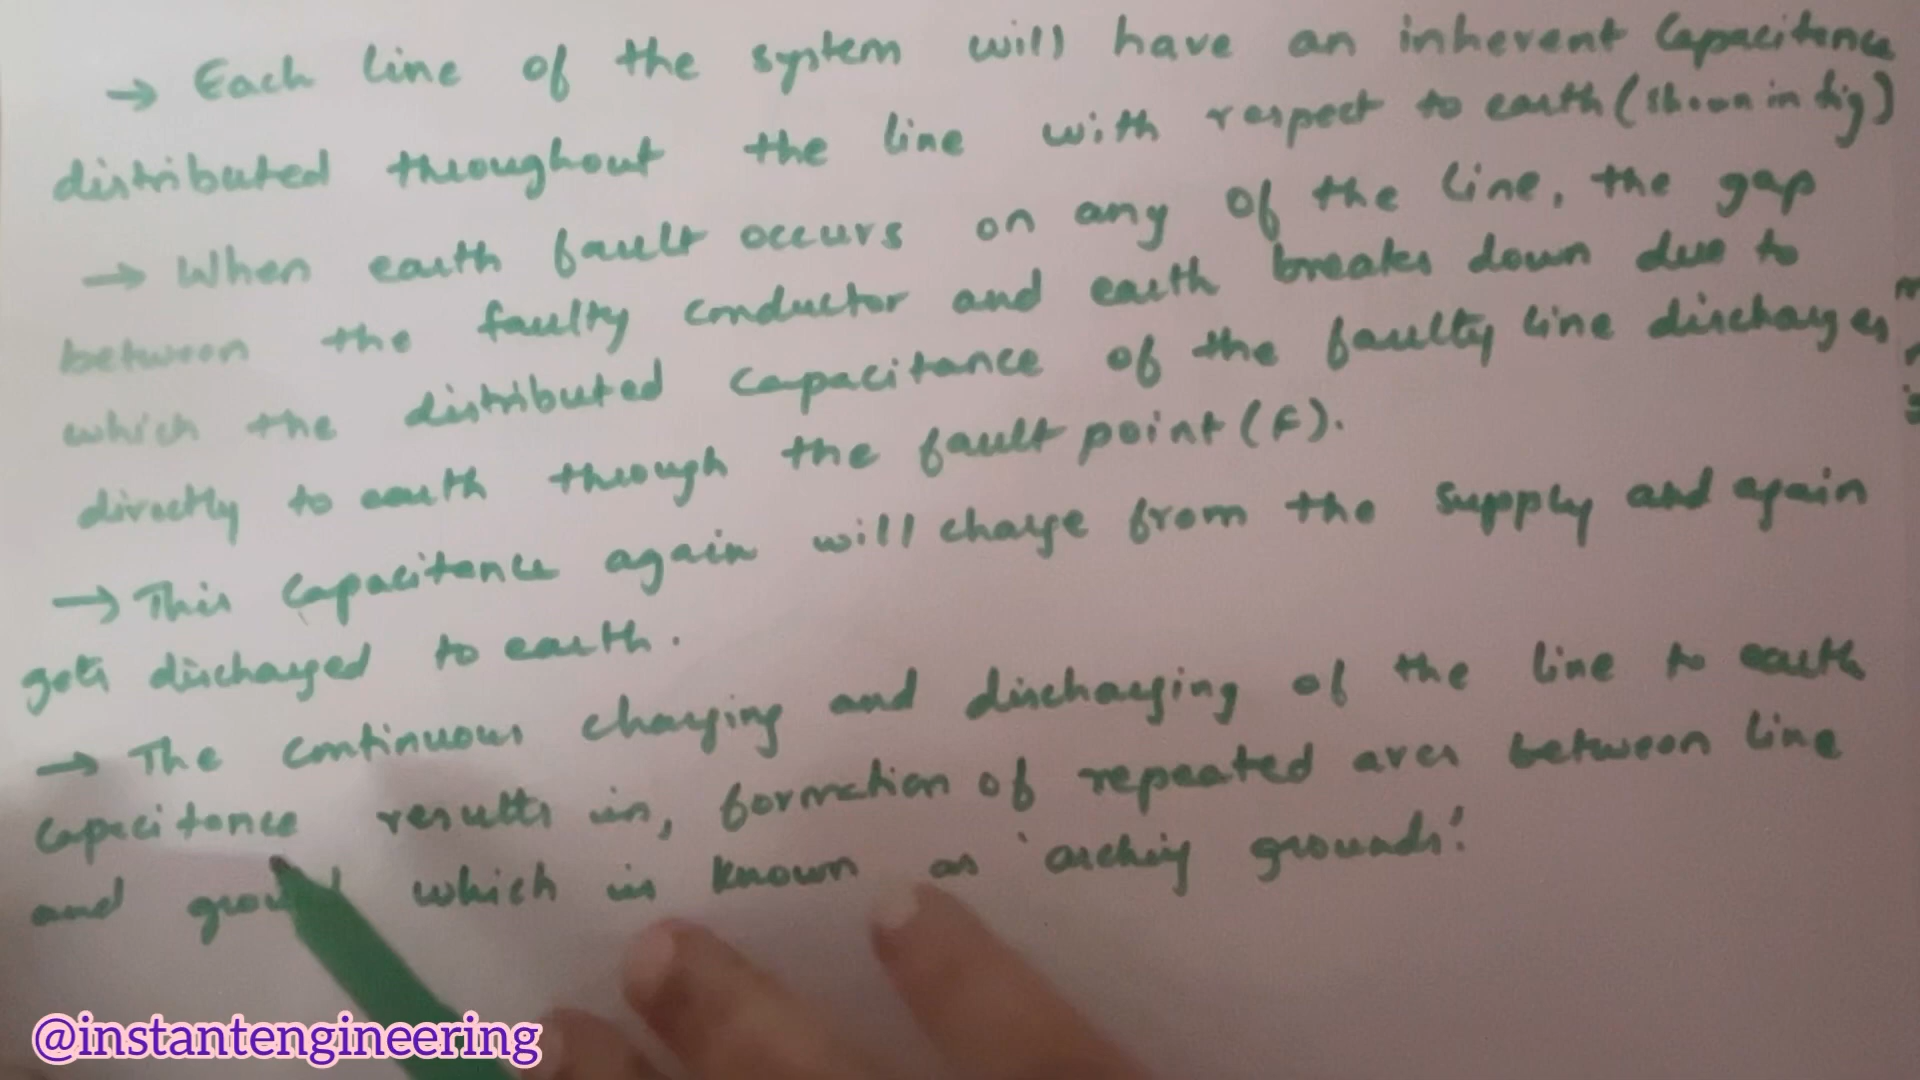 → Each line of the system will have an inherent capacitance
distributed throughout the line with respect to earth (shown in fig)
→ When earth fault occurs on any of the line, the gap
between the faulty conductor and earth breaks down due to
which the distributed capacitance of the faulty line discharges
directly to earth through the fault point (F).
→ This capacitance again will charge from the supply and again
gets discharged to earth.
→ The continuous charging and discharging of the line to earth
capacitance results in, formation of repeated arcs between line
and ground which is known as 'arching grounds'.
@instantengineering